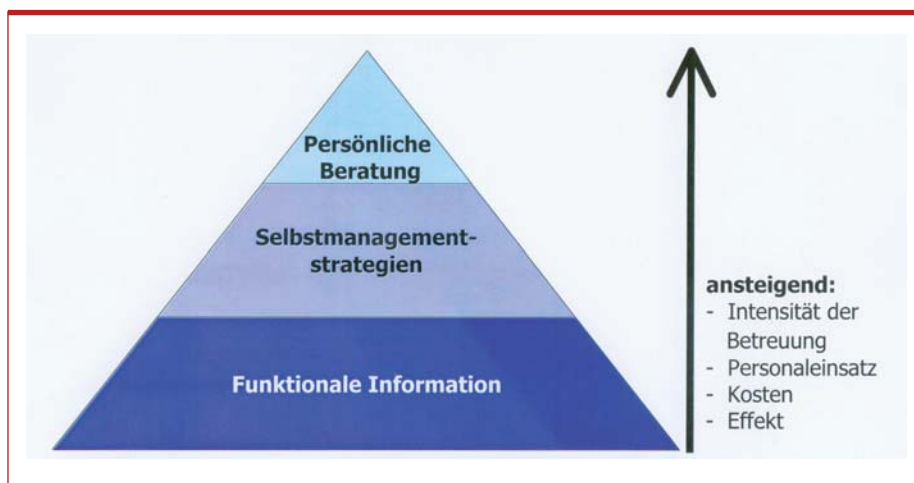 Persönliche
Beratung
Selbstmanagement-
strategien
Funktionale Information
ansteigend:
- Intensität der
Betreuung
- Personaleinsatz
- Kosten
- Effekt